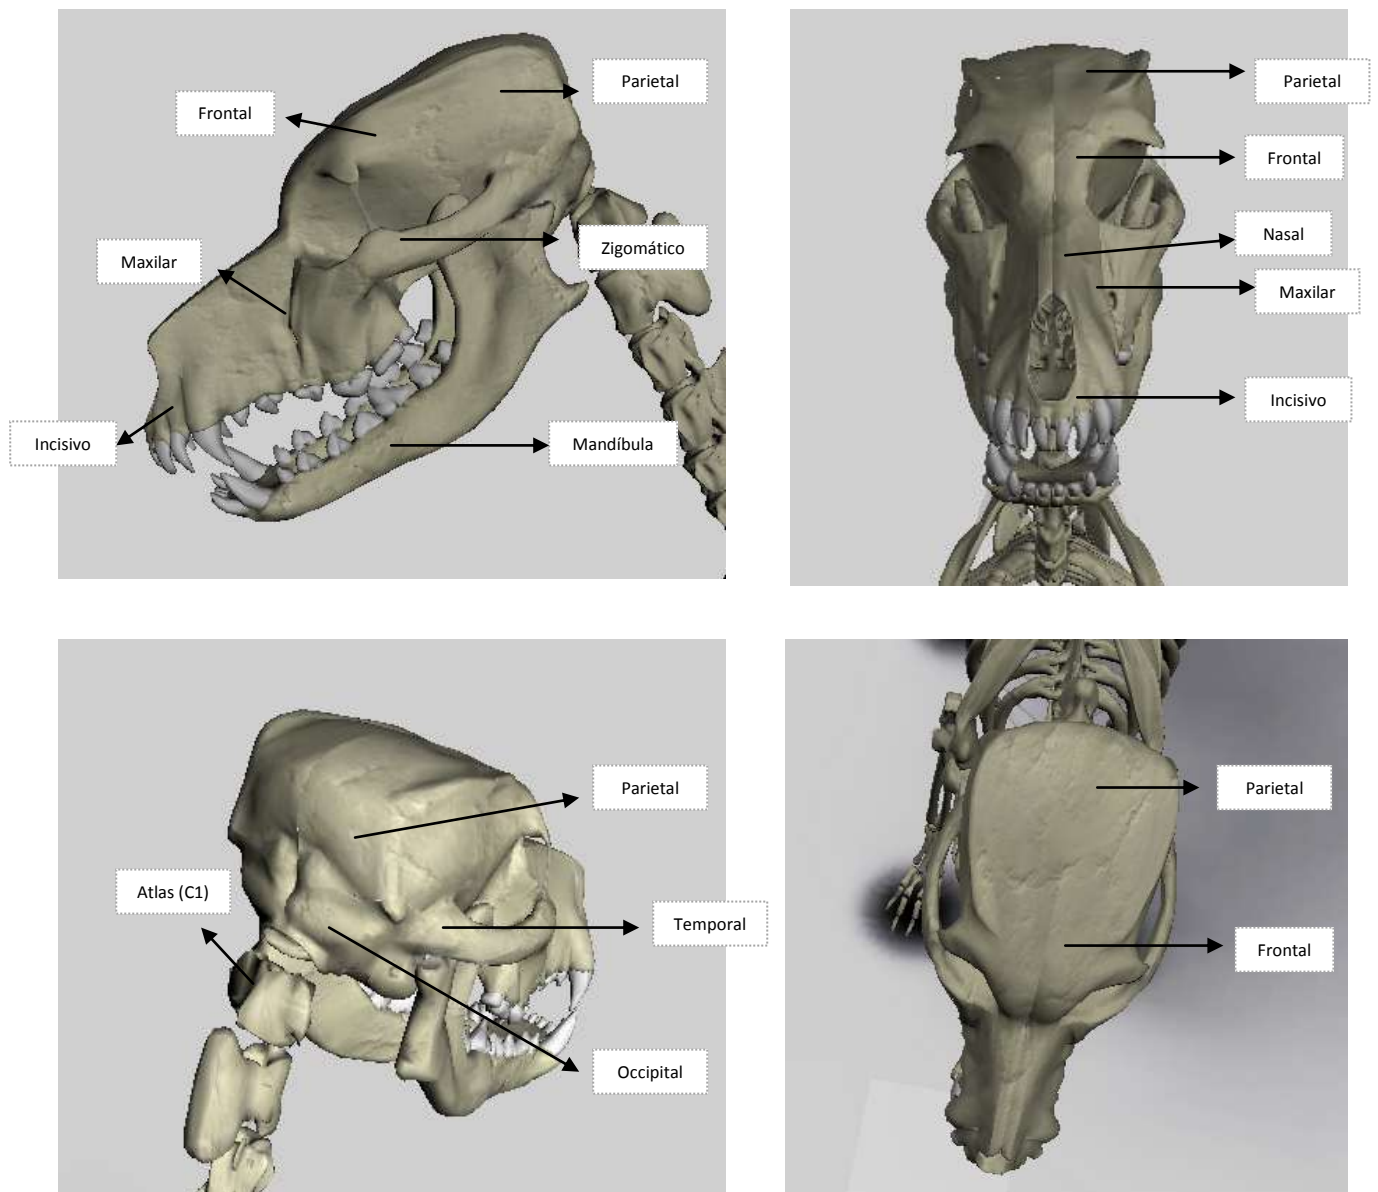 Parietal
Frontal
Zigomático
Maxilar
Incisivo
Mandíbula
Parietal
Frontal
Nasal
Maxilar
Incisivo
Parietal
Atlas (C1)
Temporal
Occipital
Parietal
Frontal